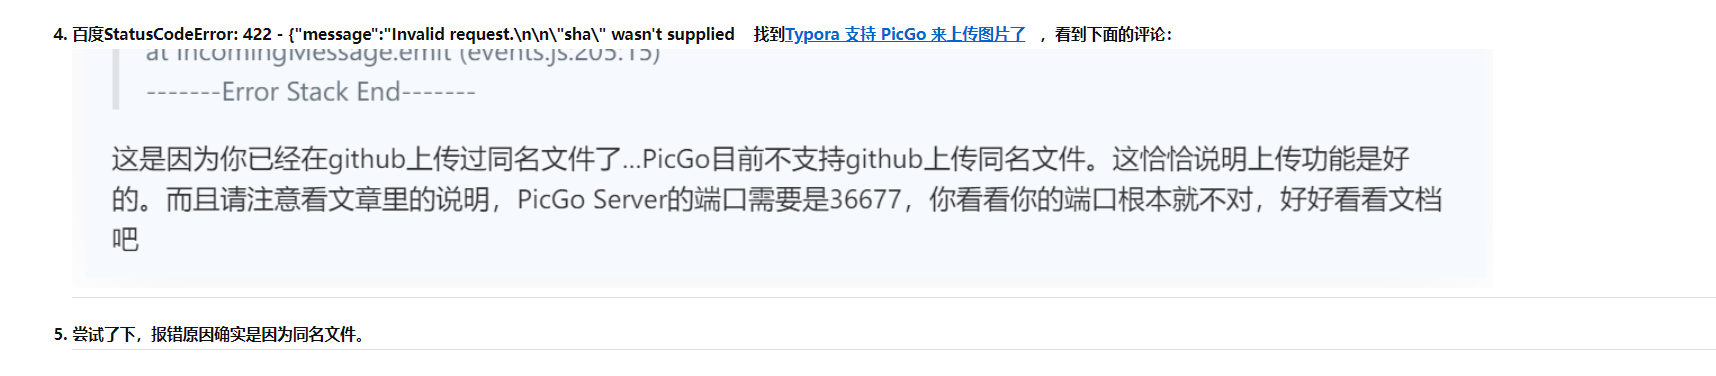 4. 百度StatusCodeError: 422 - {"message":"Invalid request.\n\n\"sha\" wasn't supplied 找到Typora 支持 PicGo 来上传图片了 ，看到下面的评论：
at IncomingMessage.emit (events.js:205:15)
-------Error Stack End-------
这是因为你已经在github上传过同名文件了...PicGo目前不支持github上传同名文件。这恰恰说明上传功能是好
的。而且请注意看文章里的说明，PicGo Server的端口需要是36677，你看看你的端口根本就不对，好好看看文档
吧
5. 尝试了下，报错原因确实是因为同名文件。